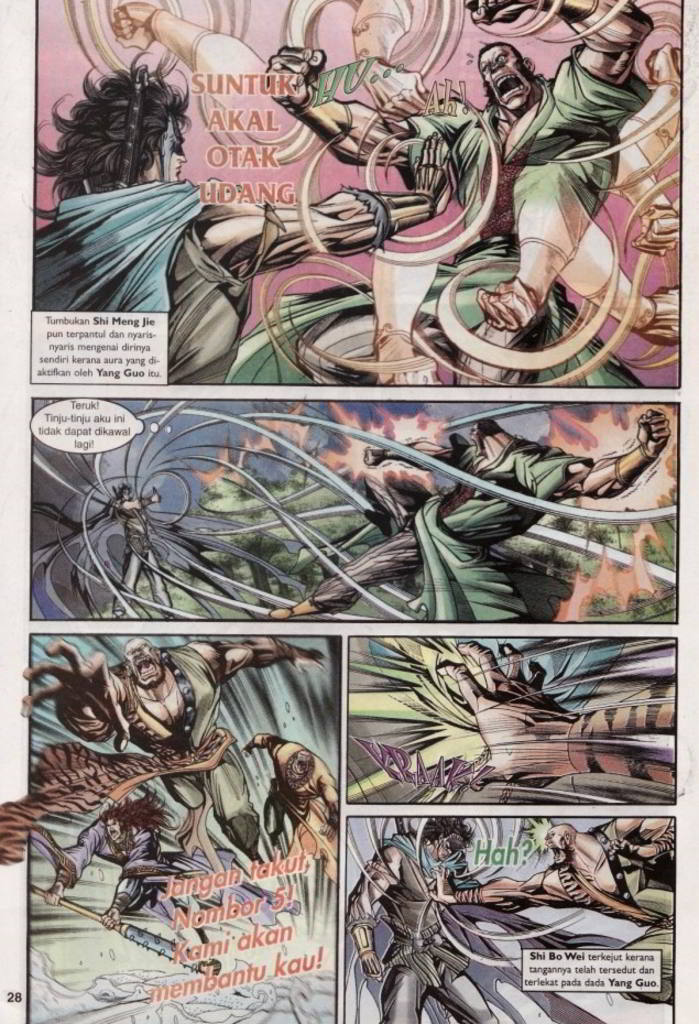 SUNTUK
AKAL
OTAK
UDANG
HU...
Ah!
Tumbukan Shi Meng Jie
pun terpantul dan nyaris-
nyaris mengenai dirinya
sendiri kerana aura yang di-
aktifkan oleh Yang Guo itu.
Teruk!
Tinju-tinju aku ini
tidak dapat dikawal
lagi!
Jangan takut,
Nombor 5!
Kami akan
membantu kau!
KRAAK
Hah?
Shi Bo Wei terkejut kerana
tangannya telah tersedut dan
terlekat pada dada Yang Guo.
28